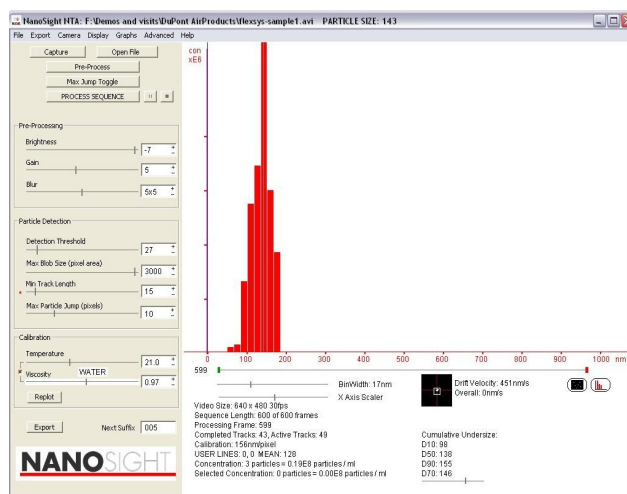 NanoSight NTA: F:\Demos and visits\DuPont AirProducts\flexsys-sample1.avi PARTICLE SIZE: 143
File Export Camera Display Graphs Advanced Help
Capture Open File
Pre-Process
Max Jump Toggle
PROCESS SEQUENCE
Pre-Processing
Brightness
-7
Gain
5
Blur
5x5
Particle Detection
Detection Threshold
27
Max Blob Size (pixel area)
3000
Min Track Length
15
Max Particle Jump (pixels)
10
Calibration
Temperature
21.0
Viscosity WATER
0.97
Replot
Export Next Suffix 005
NANOSIGHT
con
xE6
0 100 200 300 400 500 600 700 800 900 1000 nm
599
BinWidth: 17nm
X Axis Scaler
Drift Velocity: 451nm/s
Overall: 0nm/s
Video Size: 640 x 480 30fps
Sequence Length: 600 of 600 frames
Processing Frame: 599
Completed Tracks: 43, Active Tracks: 49
Calibration: 156nm/pixel
USER LINES: 0, 0 MEAN: 128
Concentration: 3 particles = 0.19E8 particles / ml
Selected Concentration: 0 particles = 0.00E8 particles / ml
Cumulative Undersize:
D10: 98
D50: 138
D90: 155
D70: 146